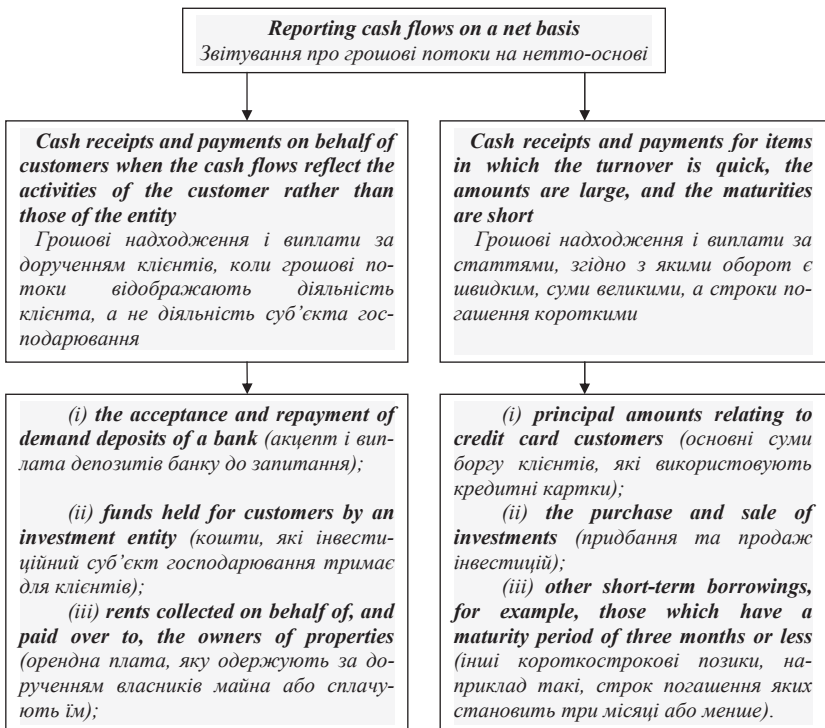 Reporting cash flows on a net basis
Звітування про грошові потоки на нетто-основі
Cash receipts and payments on behalf of
customers when the cash flows reflect the
activities of the customer rather than
those of the entity
Грошові надходження і виплати за
дорученням клієнтів, коли грошові по-
токи відображають діяльність
клієнта, а не діяльність суб’єкта гос-
подарювання
Cash receipts and payments for items
in which the turnover is quick, the
amounts are large, and the maturities
are short
Грошові надходження і виплати за
статтями, згідно з якими оборот є
швидким, суми великими, а строки по-
гашення короткими
(i) the acceptance and repayment of
demand deposits of a bank (акцепт і вип-
лата депозитів банку до запитання);
(ii) funds held for customers by an
investment entity (кошти, які інвести-
ційний суб’єкт господарювання тримає
для клієнтів);
(iii) rents collected on behalf of, and
paid over to, the owners of properties
(орендна плата, яку одержують за до-
рученням власників майна або сплачу-
ють їм);
(i) principal amounts relating to
credit card customers (основні суми
боргу клієнтів, які використовують
кредитні картки);
(ii) the purchase and sale of
investments (придбання та продаж
інвестицій);
(iii) other short-term borrowings,
for example, those which have a
maturity period of three months or less
(інші короткострокові позики, на-
приклад такі, строк погашення яких
становить три місяці або менше).